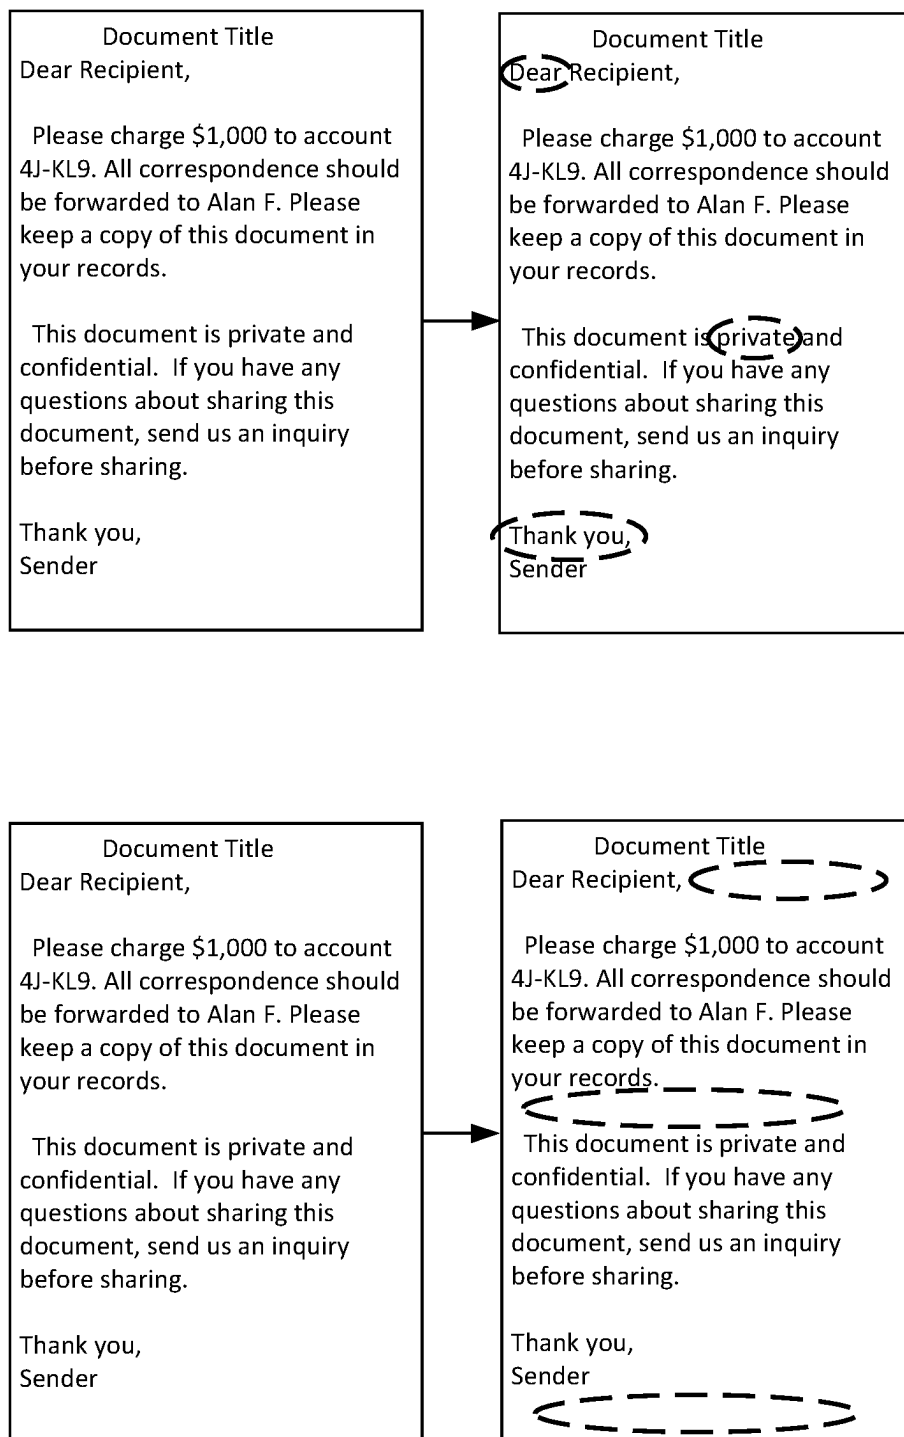 Document Title
Dear Recipient,
Please charge $1,000 to account
4J-KL9. All correspondence should
be forwarded to Alan F. Please
keep a copy of this document in
your records.
This document is private and
confidential.  If you have any
questions about sharing this
document, send us an inquiry
before sharing.
Thank you,
Sender
Document Title
Dear Recipient,
Please charge $1,000 to account
4J-KL9. All correspondence should
be forwarded to Alan F. Please
keep a copy of this document in
your records.
This document is private and
confidential.  If you have any
questions about sharing this
document, send us an inquiry
before sharing.
Thank you,
Sender
Document Title
Dear Recipient,
Please charge $1,000 to account
4J-KL9. All correspondence should
be forwarded to Alan F. Please
keep a copy of this document in
your records.
This document is private and
confidential.  If you have any
questions about sharing this
document, send us an inquiry
before sharing.
Thank you,
Sender
Document Title
Dear Recipient,
Please charge $1,000 to account
4J-KL9. All correspondence should
be forwarded to Alan F. Please
keep a copy of this document in
your records.
This document is private and
confidential.  If you have any
questions about sharing this
document, send us an inquiry
before sharing.
Thank you,
Sender